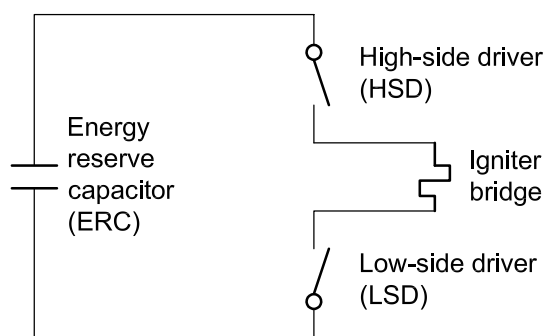 High-side driver
(HSD)
Energy
reserve
capacitor
(ERC)
Igniter
bridge
Low-side driver
(LSD)